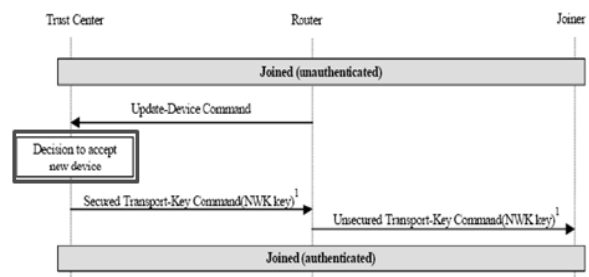 Trust Center Router Joiner
Joined (unauthenticated)
Update-Device Command
Decision to accept
new device
Secured Transport-Key Command(NWK key)1
Unsecured Transport-Key Command(NWK key)1
Joined (authenticated)